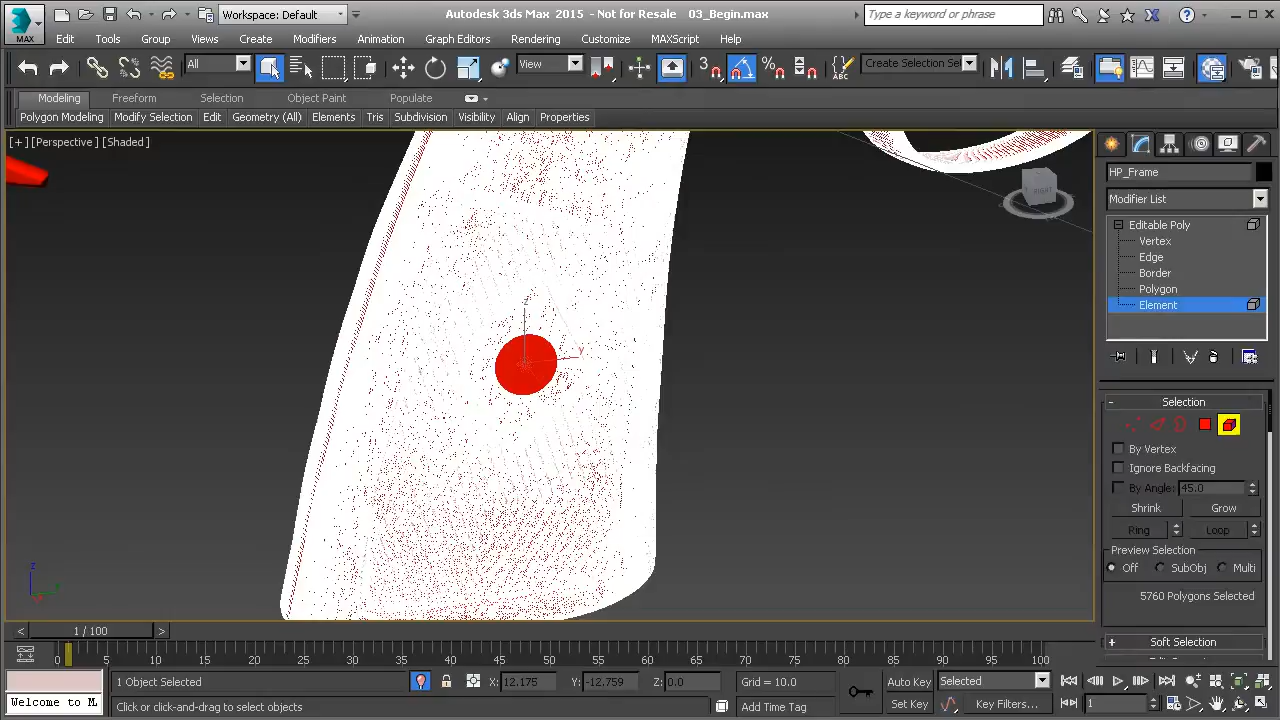 MAX
Workspace: Default
Autodesk 3ds Max 2015 - Not for Resale 03_Begin.max
Type a keyword or phrase
Edit Tools Group Views Create Modifiers Animation Graph Editors Rendering Customize MAXScript Help
All
View
3
Create Selection Se
Modeling Freeform Selection Object Paint Populate
Polygon Modeling Modify Selection Edit Geometry (All) Elements Tris Subdivision Visibility Align Properties
[+] [Perspective] [Shaded]
RIGHT
HP_Frame
Modifier List
Editable Poly
Vertex
Edge
Border
Polygon
Element
- Selection
By Vertex
Ignore Backfacing
By Angle: 45.0
Shrink Grow
Ring Loop
Preview Selection
Off SubObj Multi
5760 Polygons Selected
+ Soft Selection
y
z
< 1 / 100 >
0 5 10 15 20 25 30 35 40 45 50 55 60 65 70 75 80 85 90 95 100
1 Object Selected X: 12.175 Y: -12.759 Z: 0.0 Grid = 10.0 Auto Key Selected
Welcome to M
Click or click-and-drag to select objects Add Time Tag Set Key Key Filters... 1